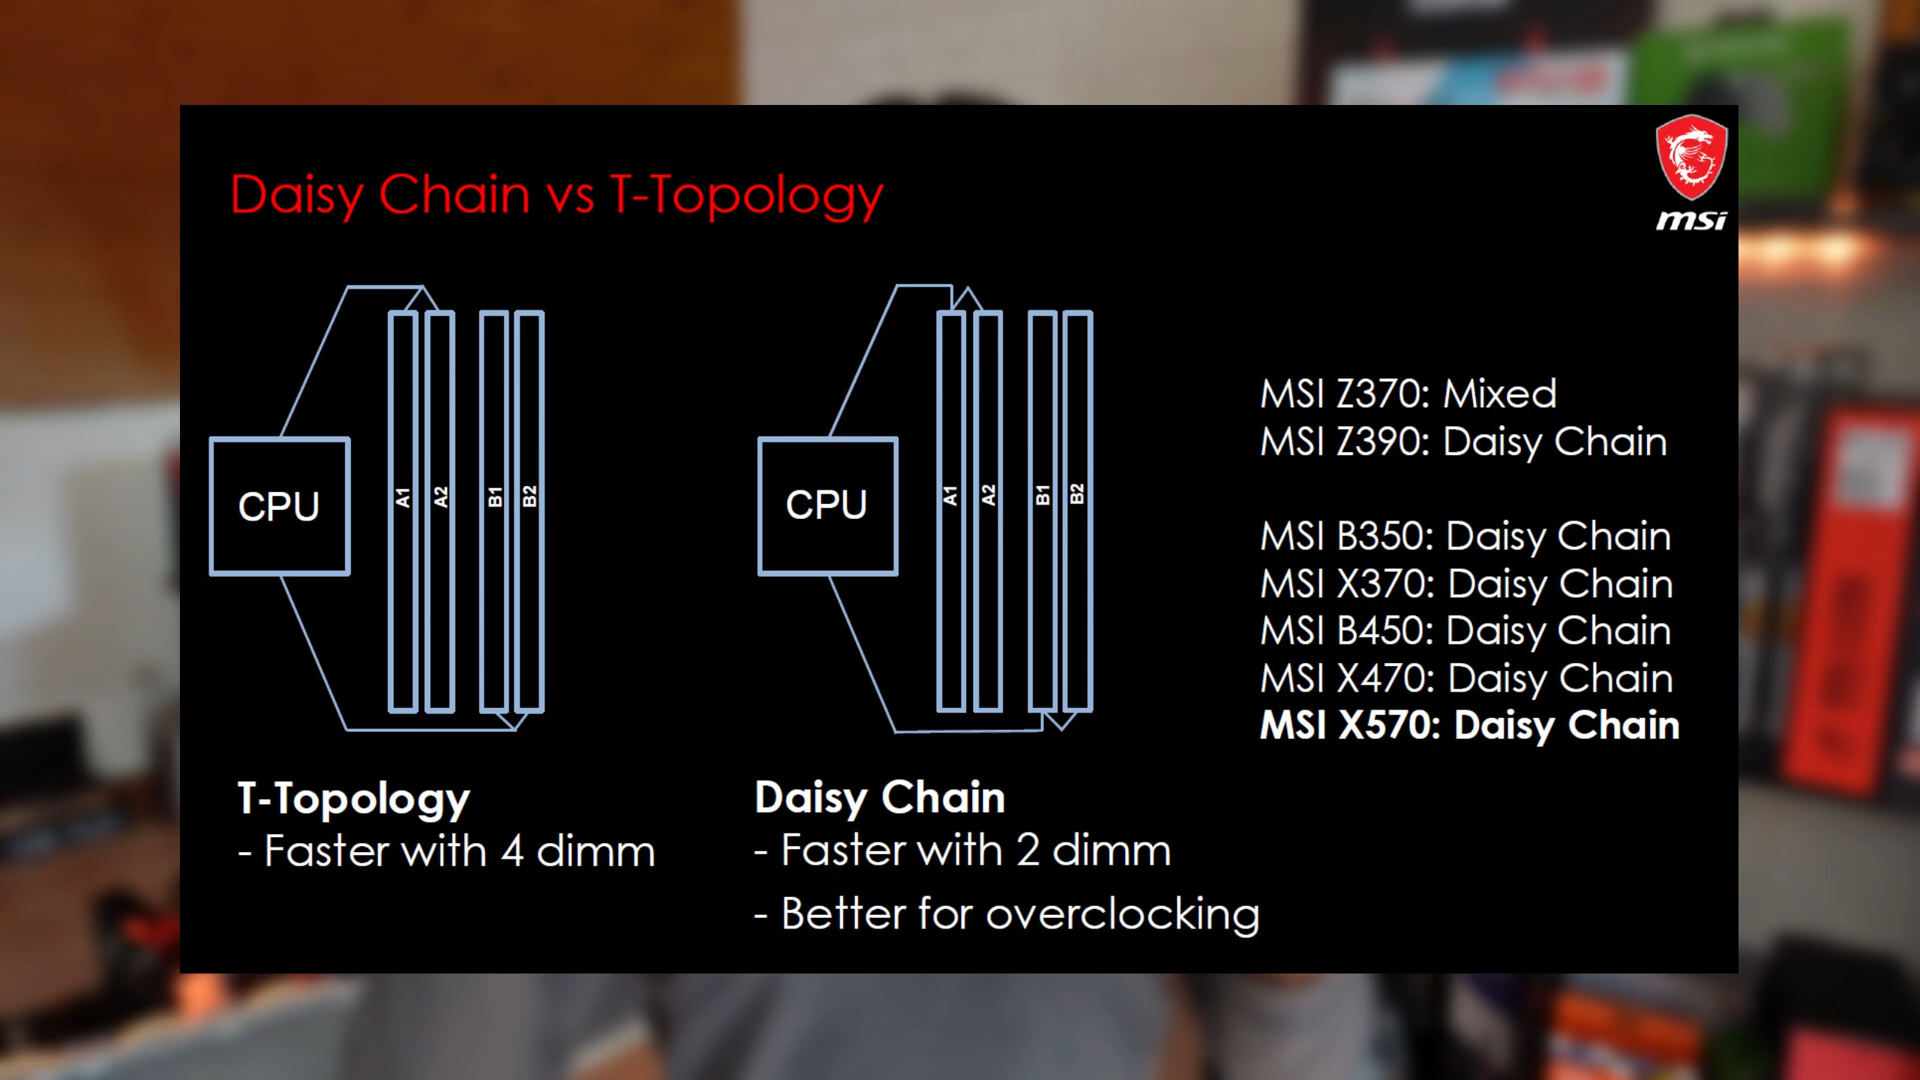 Daisy Chain vs T-Topology
msi
CPU
A1
A2
B1
B2
CPU
A1
A2
B1
B2
MSI Z370: Mixed
MSI Z390: Daisy Chain
MSI B350: Daisy Chain
MSI X370: Daisy Chain
MSI B450: Daisy Chain
MSI X470: Daisy Chain
MSI X570: Daisy Chain
T-Topology
- Faster with 4 dimm
Daisy Chain
- Faster with 2 dimm
- Better for overclocking